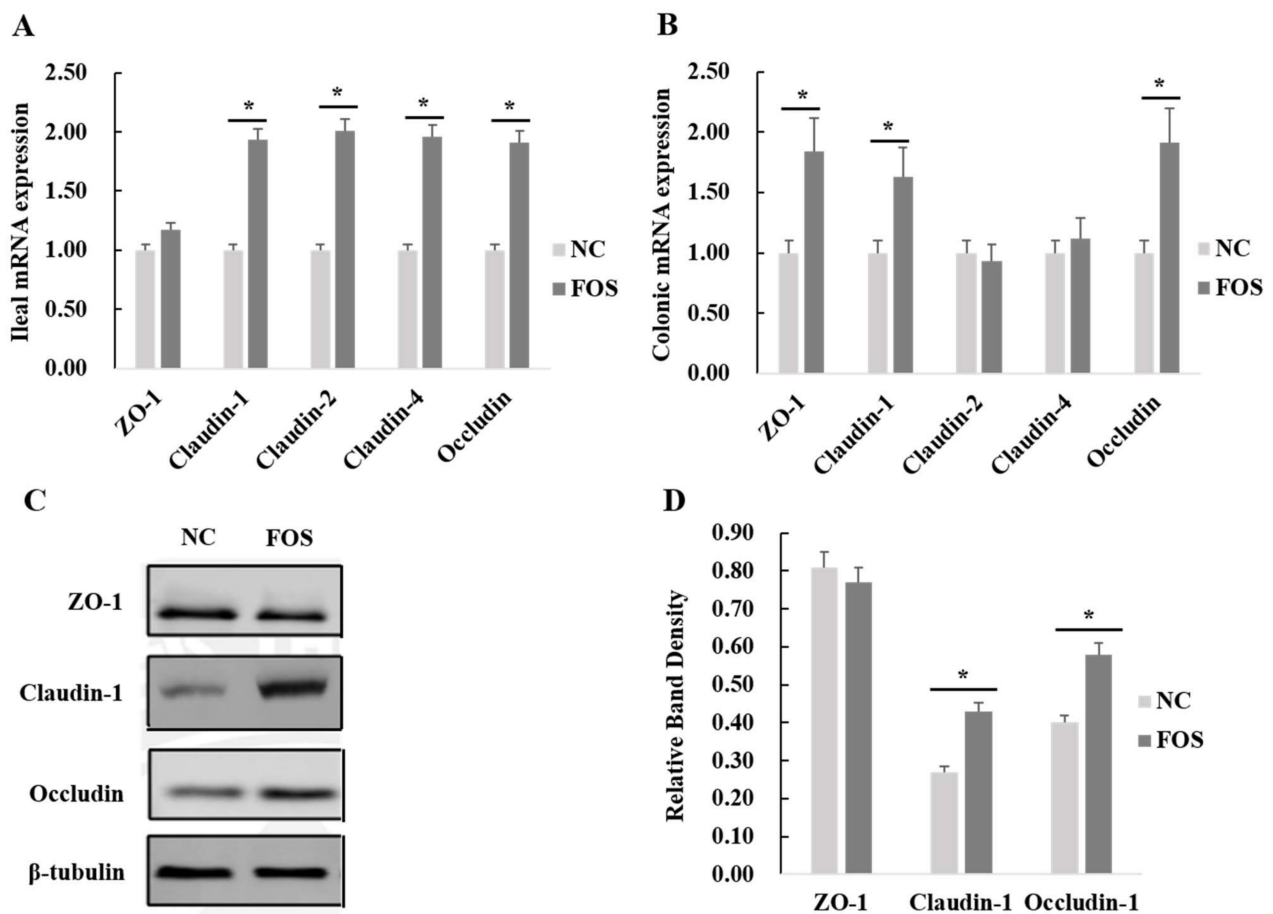 A
Ileal mRNA expression
2.50
2.00
1.50
1.00
0.50
0.00
*
*
*
*
ZO-1
Claudin-1
Claudin-2
Claudin-4
Occludin
NC
FOS
B
Colonic mRNA expression
2.50
2.00
1.50
1.00
0.50
0.00
*
*
*
ZO-1
Claudin-1
Claudin-2
Claudin-4
Occludin
NC
FOS
C
NC FOS
ZO-1
Claudin-1
Occludin
β-tubulin
D
Relative Band Density
0.90
0.80
0.70
0.60
0.50
0.40
0.30
0.20
0.10
0.00
*
*
ZO-1 Claudin-1 Occludin-1
NC
FOS